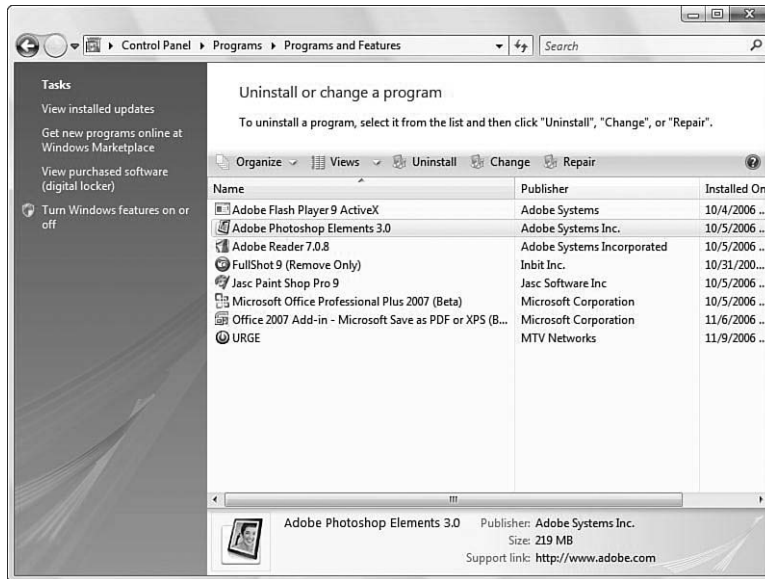 Control Panel ▸ Programs ▸ Programs and Features
Search
Tasks
View installed updates
Get new programs online at
Windows Marketplace
View purchased software
(digital locker)
Turn Windows features on or
off
Uninstall or change a program
To uninstall a program, select it from the list and then click "Uninstall", "Change", or "Repair".
Organize Views Uninstall Change Repair
Name Publisher Installed On
Adobe Flash Player 9 ActiveX Adobe Systems 10/4/2006 ..
Adobe Photoshop Elements 3.0 Adobe Systems Inc. 10/5/2006 ..
Adobe Reader 7.0.8 Adobe Systems Incorporated 10/5/2006 ..
FullShot 9 (Remove Only) Inbit Inc. 10/31/200...
Jasc Paint Shop Pro 9 Jasc Software Inc 10/5/2006 ..
Microsoft Office Professional Plus 2007 (Beta) Microsoft Corporation 10/5/2006 ..
Office 2007 Add-in - Microsoft Save as PDF or XPS (B... Microsoft Corporation 11/6/2006 ..
URGE MTV Networks 11/9/2006 ..
Adobe Photoshop Elements 3.0 Publisher: Adobe Systems Inc.
Size: 219 MB
Support link: http://www.adobe.com